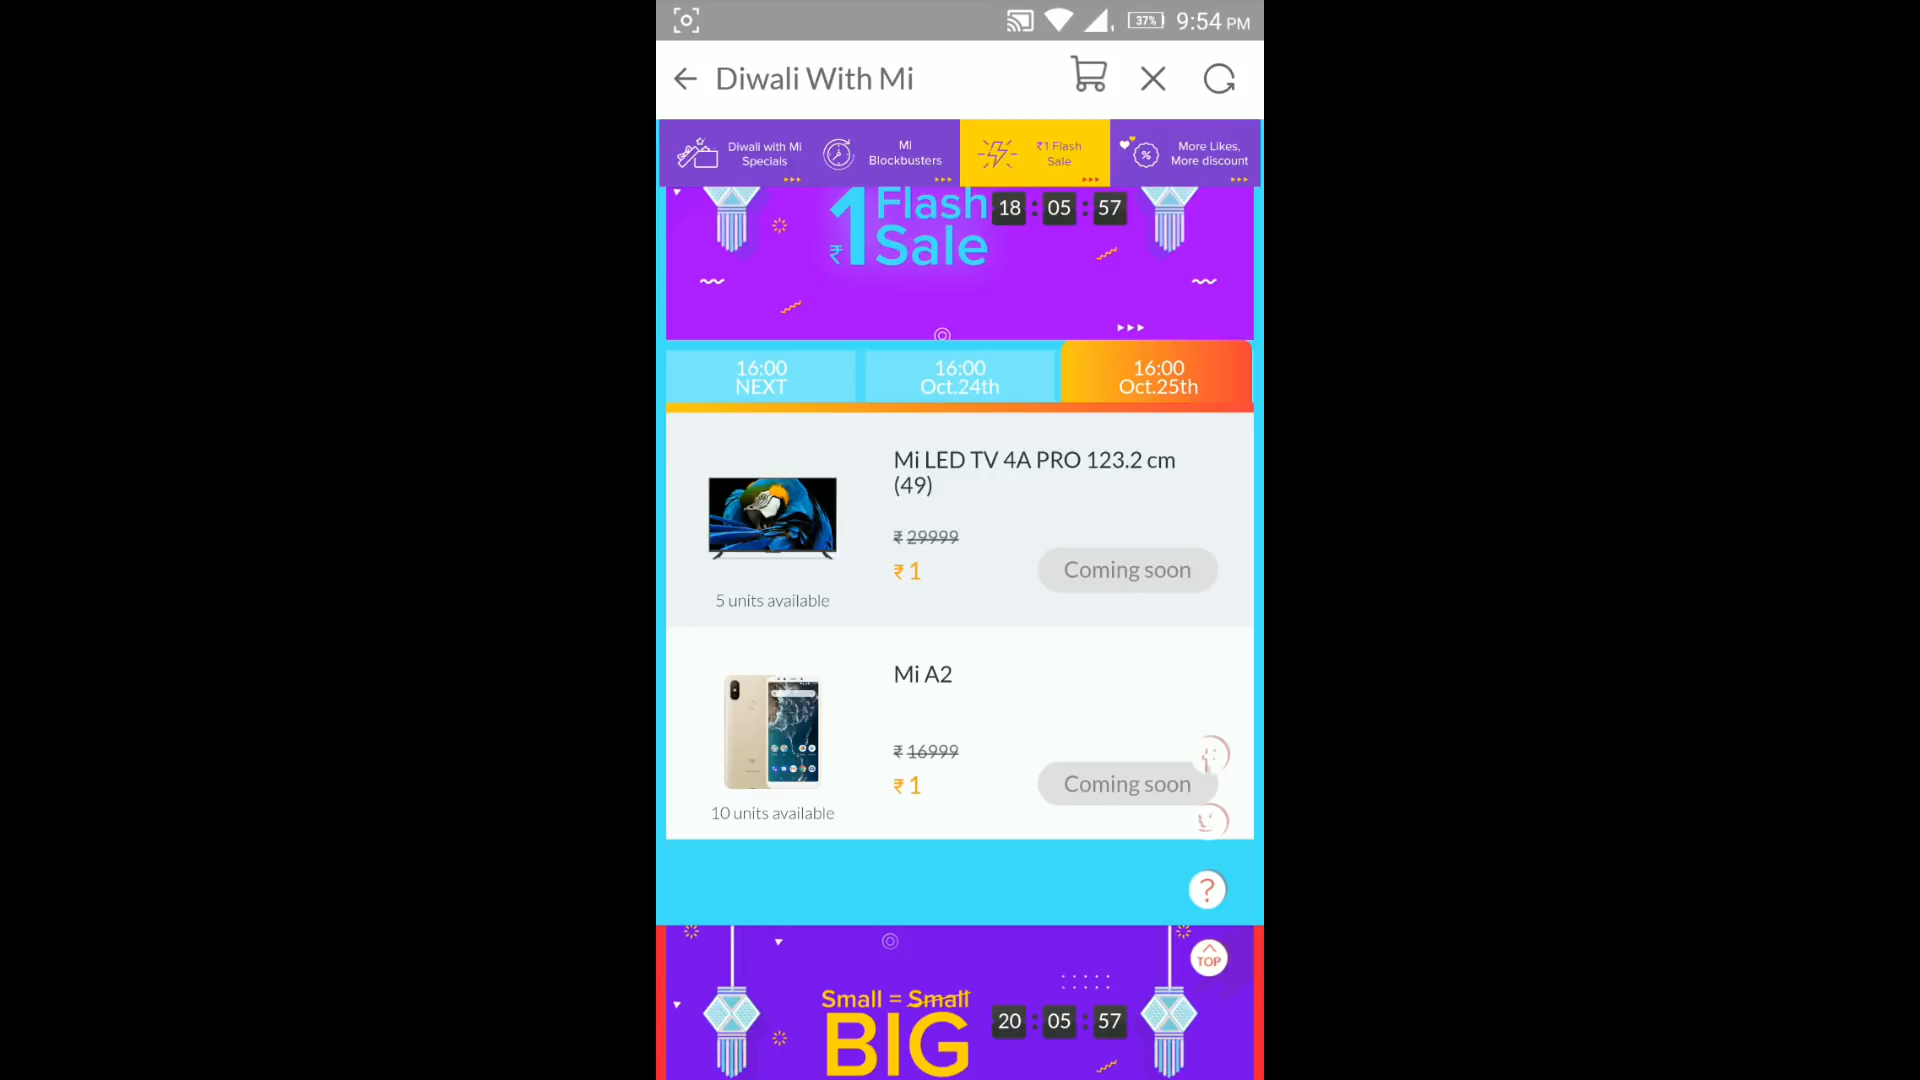 37% 9:54 PM
Diwali With Mi
Diwali with Mi
Specials
Mi
Blockbusters
₹1 Flash
Sale
More Likes,
More discount
₹1 Flash
Sale
18 : 05 : 57
16:00
NEXT
16:00
Oct.24th
16:00
Oct.25th
Mi LED TV 4A PRO 123.2 cm
(49)
₹ 29999
₹ 1
Coming soon
5 units available
Mi A2
₹ 16999
₹ 1
Coming soon
10 units available
?
TOP
Small = Small
BIG
20 : 05 : 57